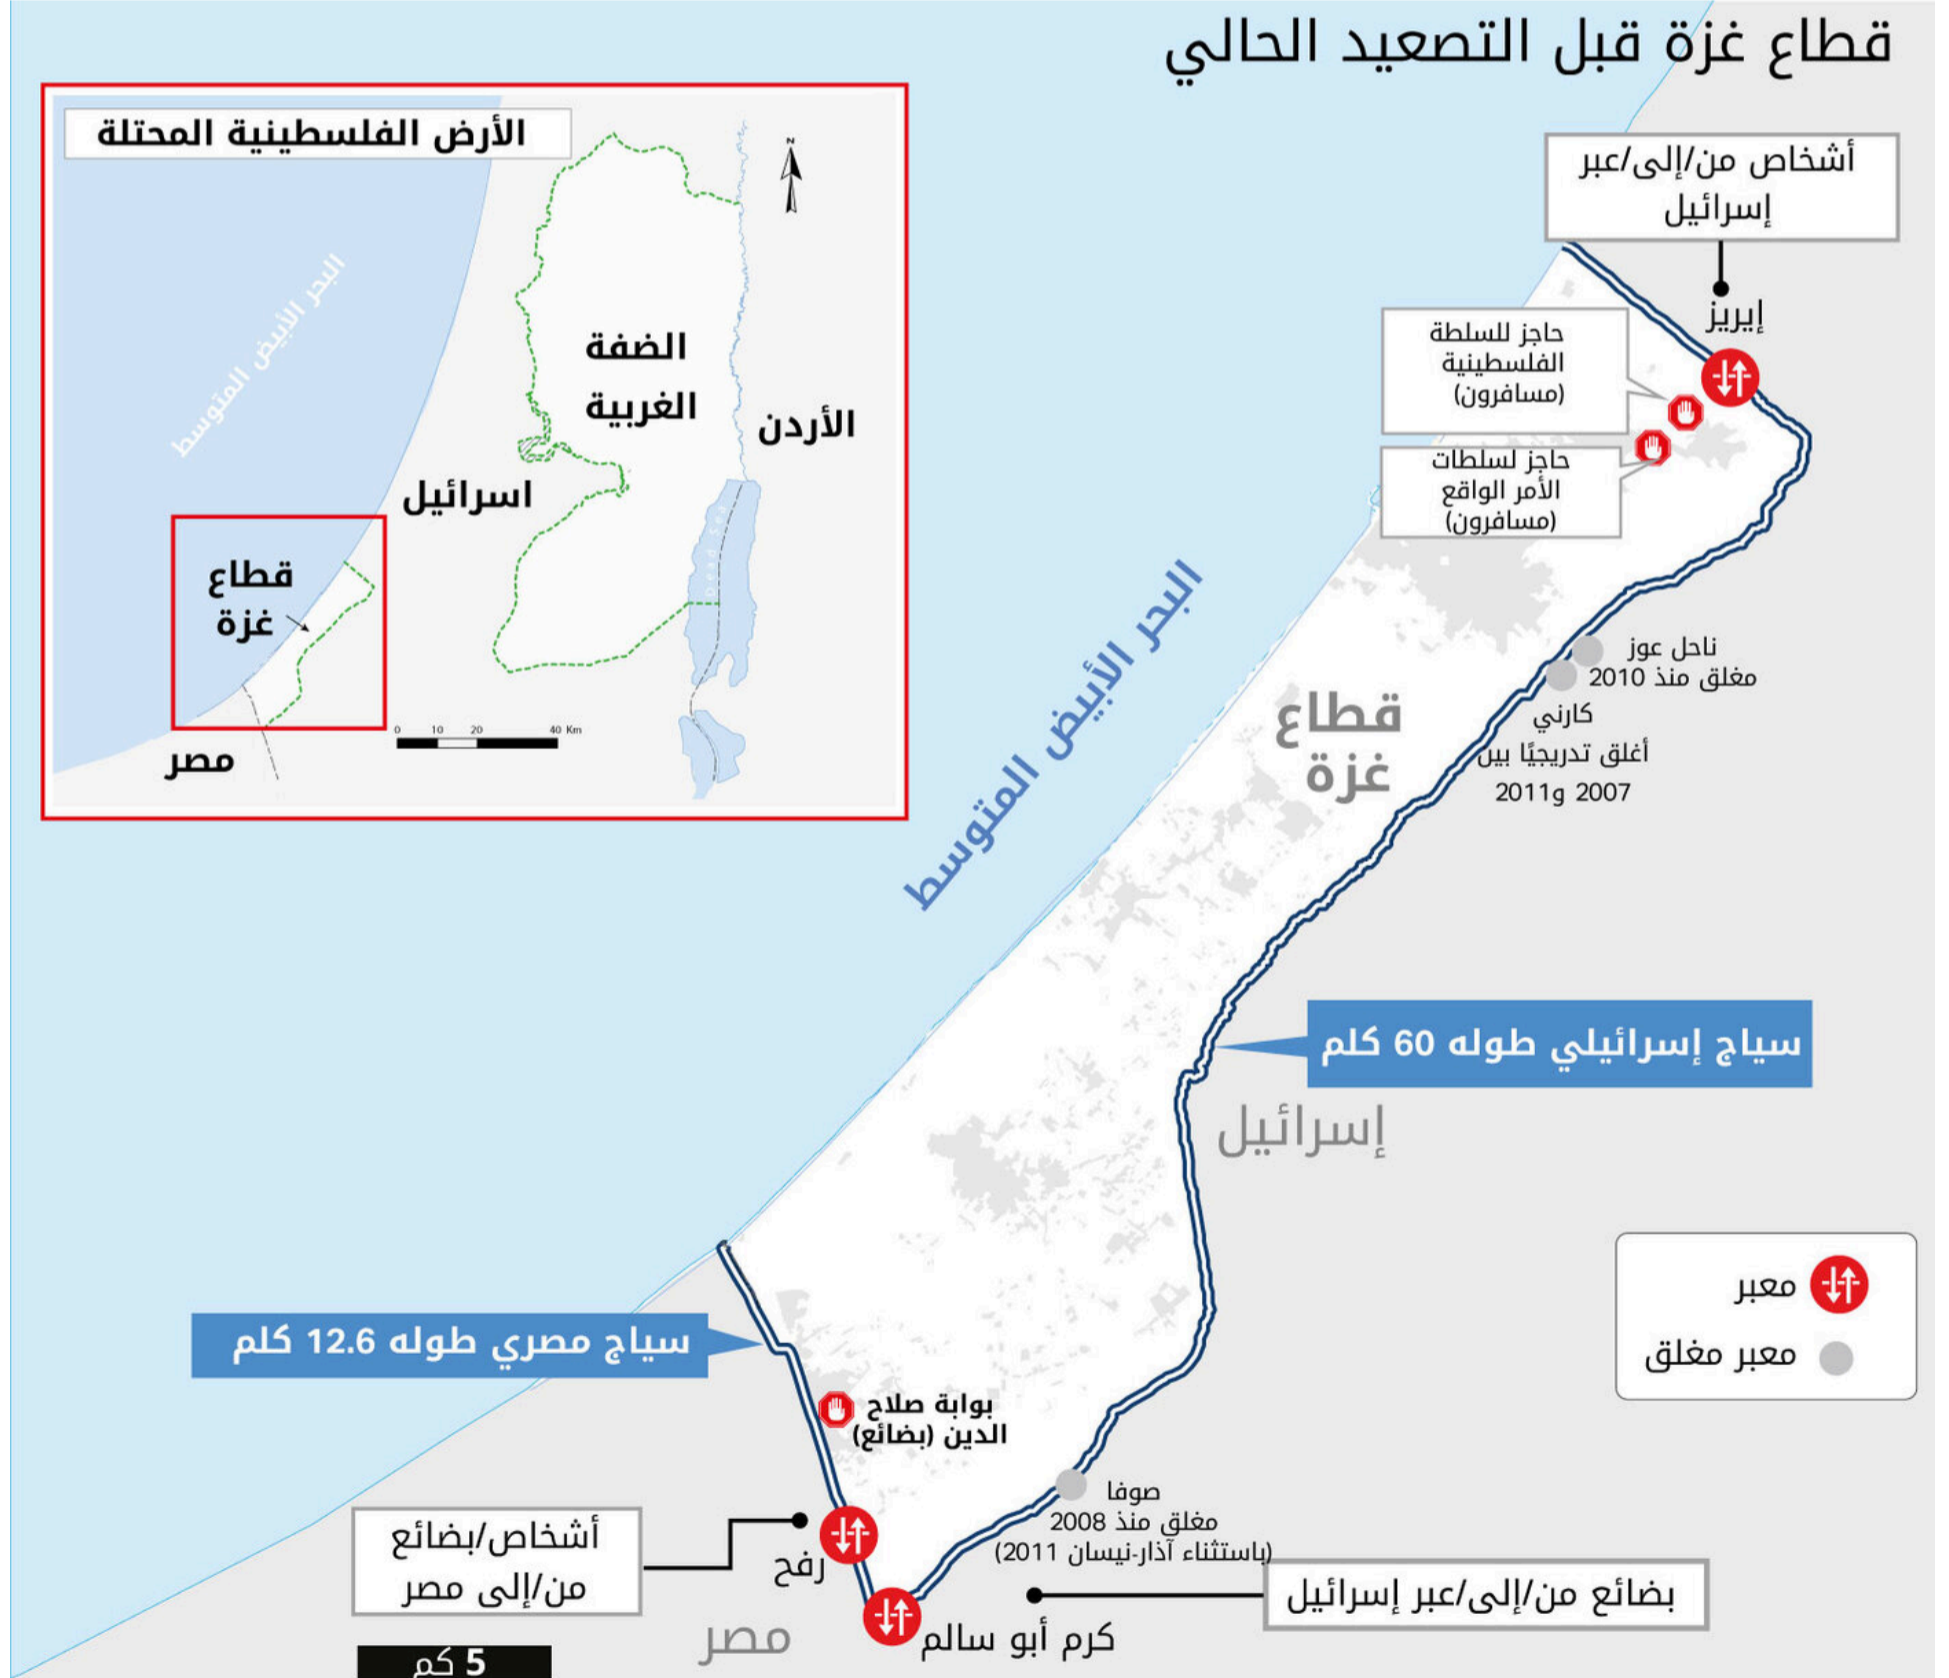 قطاع غزة قبل التصعيد الحالي
الأرض الفلسطينية المحتلة
N
البحر الأبيض المتوسط
الضفة
الغربية
الأردن
اسرائيل
Dead Sea
قطاع
غزة
مصر
0 10 20 40 Km
أشخاص من/إلى/عبر
إسرائيل
إيريز
حاجز للسلطة
الفلسطينية
(مسافرون)
حاجز لسلطات
الأمر الواقع
(مسافرون)
البحر الأبيض المتوسط
ناحل عوز
مغلق منذ 2010
كارني
أغلق تدريجيًا بين
2007 و2011
قطاع
غزة
سياج إسرائيلي طوله 60 كلم
إسرائيل
معبر
معبر مغلق
سياج مصري طوله 12.6 كلم
بوابة صلاح
الدين (بضائع)
صوفا
مغلق منذ 2008
(باستثناء آذار-نيسان 2011)
أشخاص/بضائع
من/إلى مصر
رفح
بضائع من/إلى/عبر إسرائيل
كرم أبو سالم
مصر
5 كم